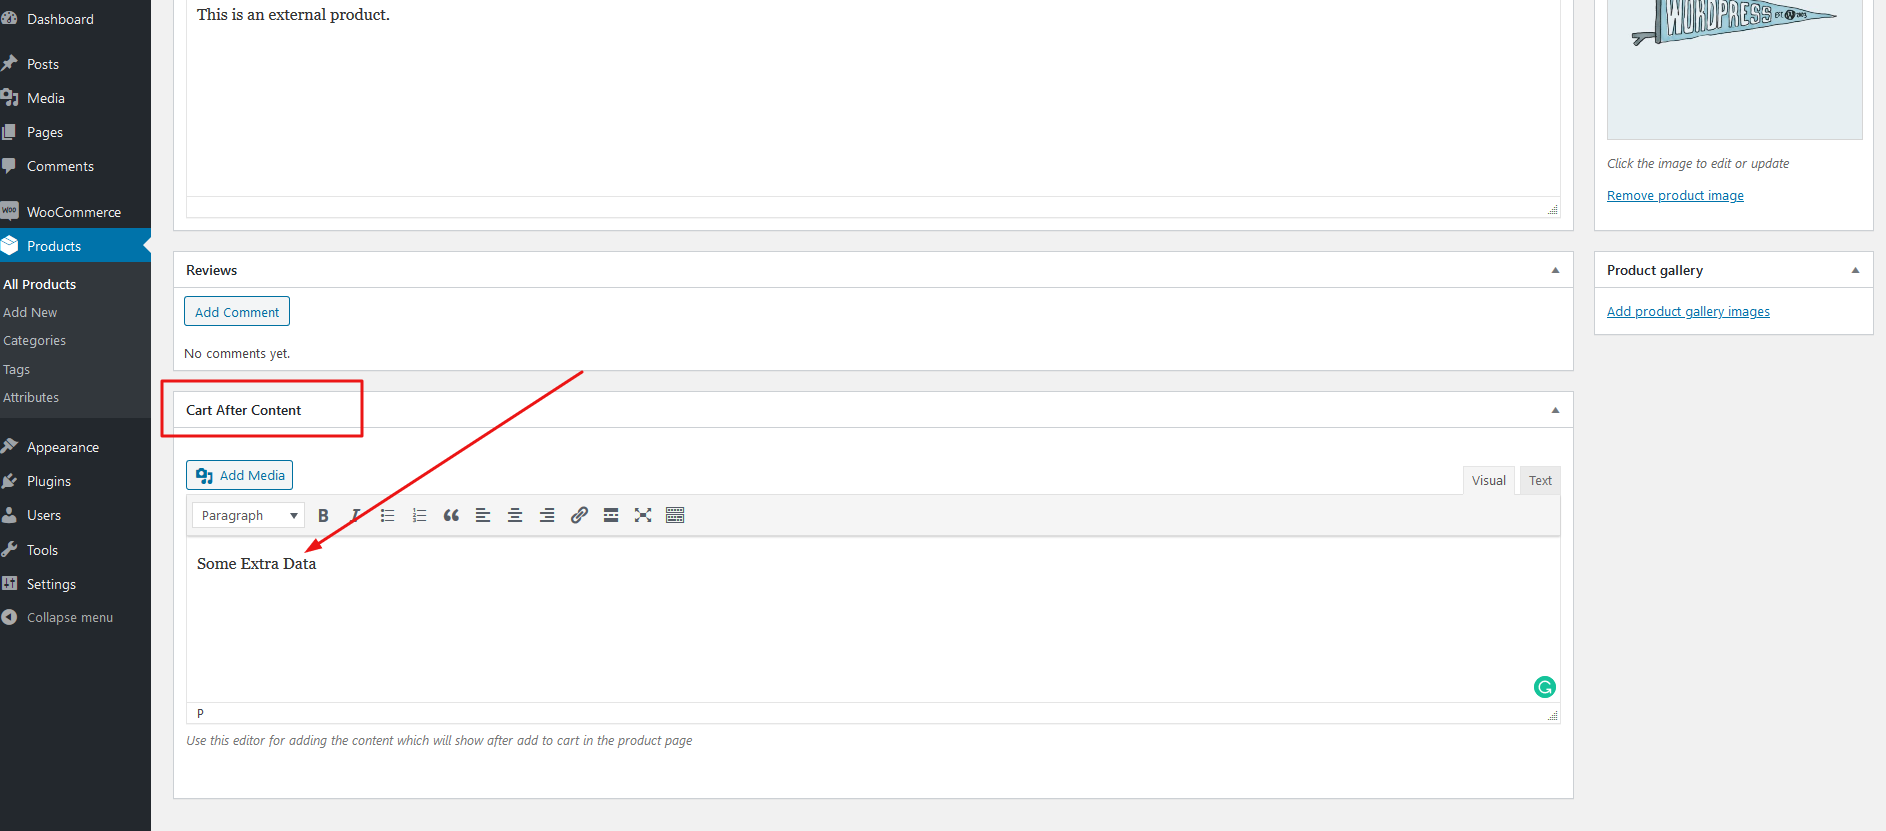 Dashboard
Posts
Media
Pages
Comments
WOO
WooCommerce
Products
All Products
Add New
Categories
Tags
Attributes
Appearance
Plugins
Users
Tools
Settings
Collapse menu
This is an external product.
Reviews
Add Comment
No comments yet.
Cart After Content
Add Media
Visual
Text
Paragraph
B I
Some Extra Data
P
Use this editor for adding the content which will show after add to cart in the product page
WORDPRESS EST. W 2003
Click the image to edit or update
Remove product image
Product gallery
Add product gallery images